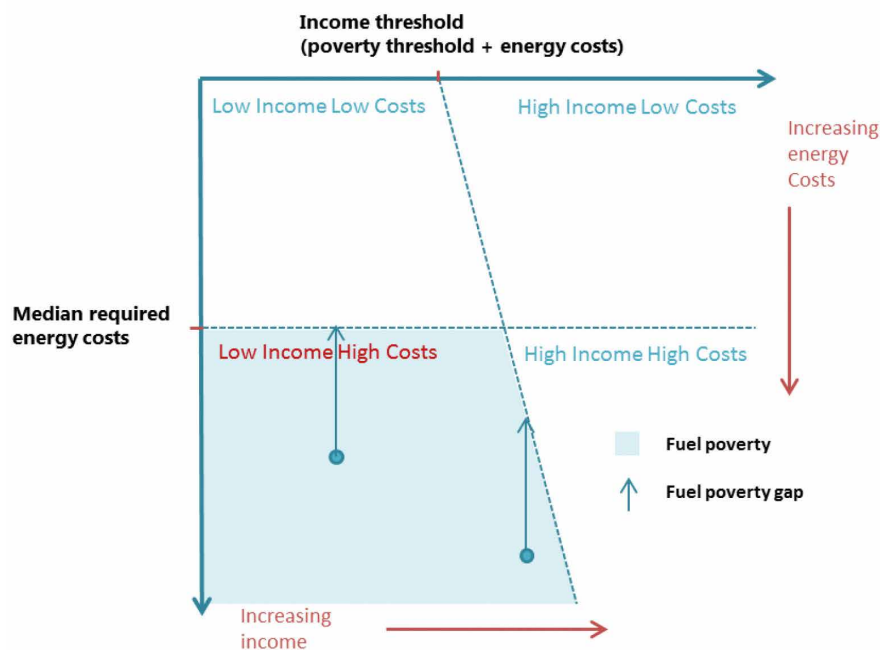 Income threshold
(poverty threshold + energy costs)
Low Income Low Costs
High Income Low Costs
Increasing
energy
Costs
Median required
energy costs
Low Income High Costs
High Income High Costs
Fuel poverty
Fuel poverty gap
Increasing
income